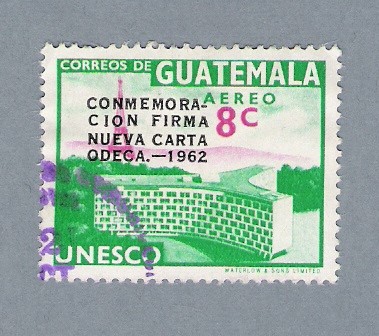 CORREOS DE GUATEMALA
AEREO
8C
CONMEMORA-
CION FIRMA
NUEVA CARTA
ODECA.—1962
UNESCO
WATERLOW & SONS LIMITED